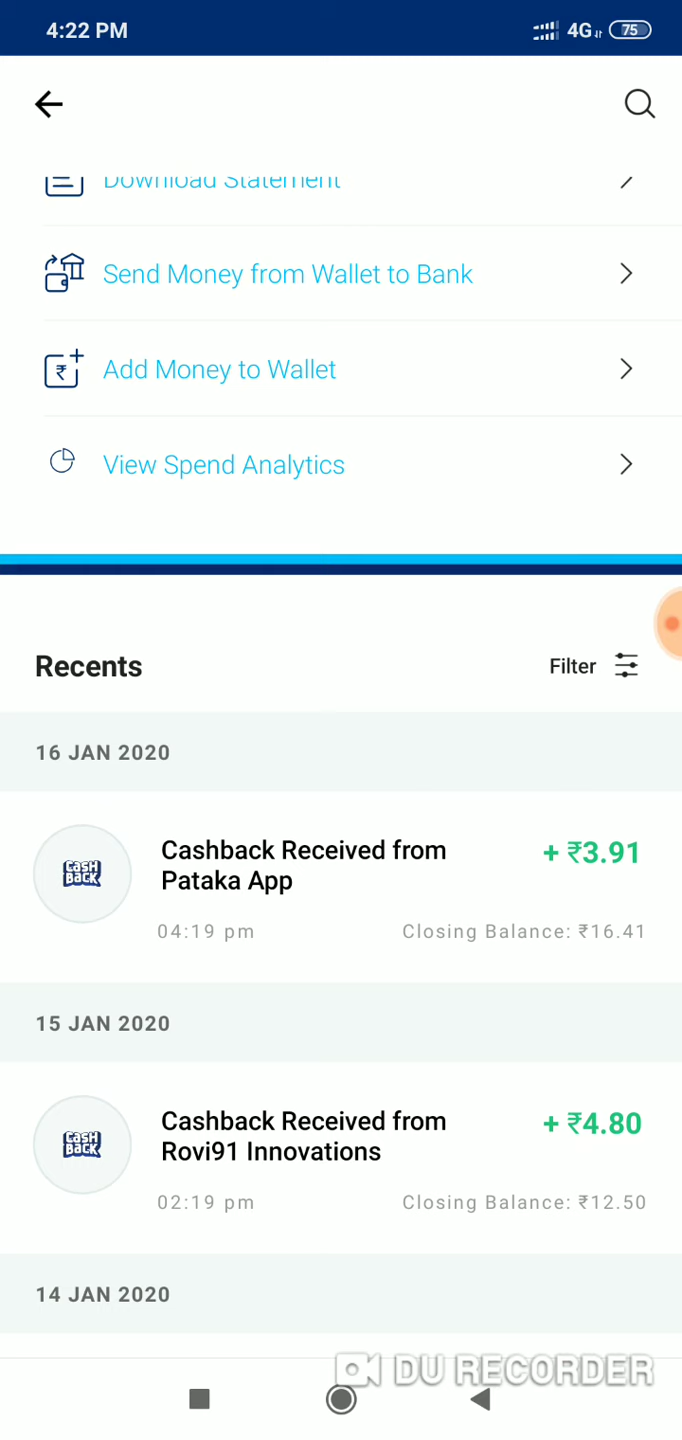 4:22 PM
4G
75
Download Statement
Send Money from Wallet to Bank
₹
Add Money to Wallet
View Spend Analytics
Recents
Filter
16 JAN 2020
CASH
BACK
Cashback Received from
Pataka App
+ ₹3.91
04:19 pm
Closing Balance: ₹16.41
15 JAN 2020
CASH
BACK
Cashback Received from
Rovi91 Innovations
+ ₹4.80
02:19 pm
Closing Balance: ₹12.50
14 JAN 2020
DU RECORDER